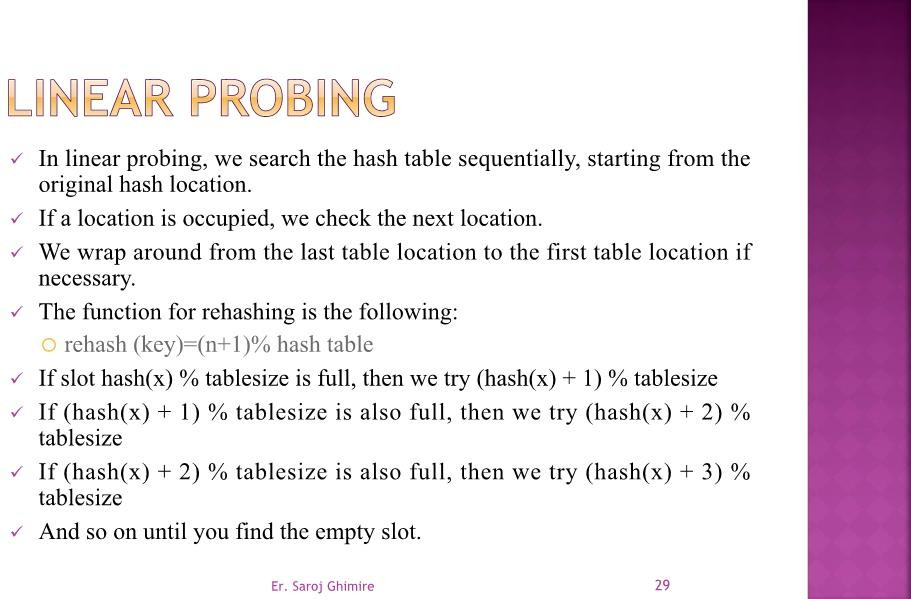 LINEAR PROBING
✓ In linear probing, we search the hash table sequentially, starting from the
original hash location.
✓ If a location is occupied, we check the next location.
✓ We wrap around from the last table location to the first table location if
necessary.
✓ The function for rehashing is the following:
○ rehash (key)=(n+1)% hash table
✓ If slot hash(x) % tablesize is full, then we try (hash(x) + 1) % tablesize
✓ If (hash(x) + 1) % tablesize is also full, then we try (hash(x) + 2) %
tablesize
✓ If (hash(x) + 2) % tablesize is also full, then we try (hash(x) + 3) %
tablesize
✓ And so on until you find the empty slot.
Er. Saroj Ghimire 29